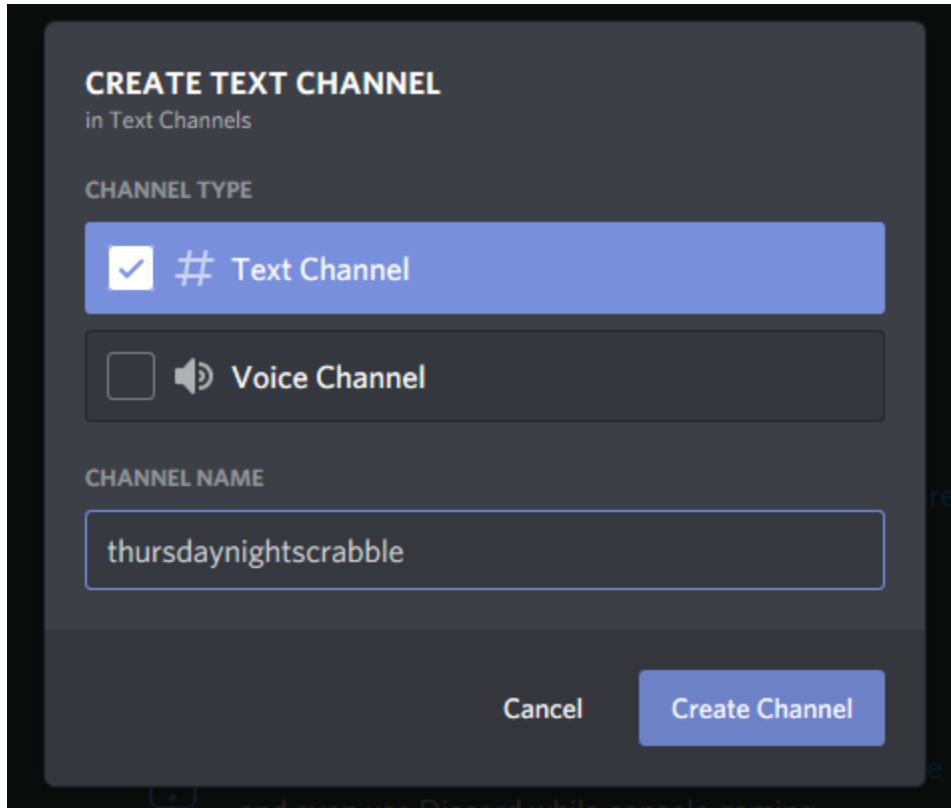 CREATE TEXT CHANNEL
in Text Channels
CHANNEL TYPE
# Text Channel
Voice Channel
CHANNEL NAME
thursdaynightscrabble
Cancel Create Channel